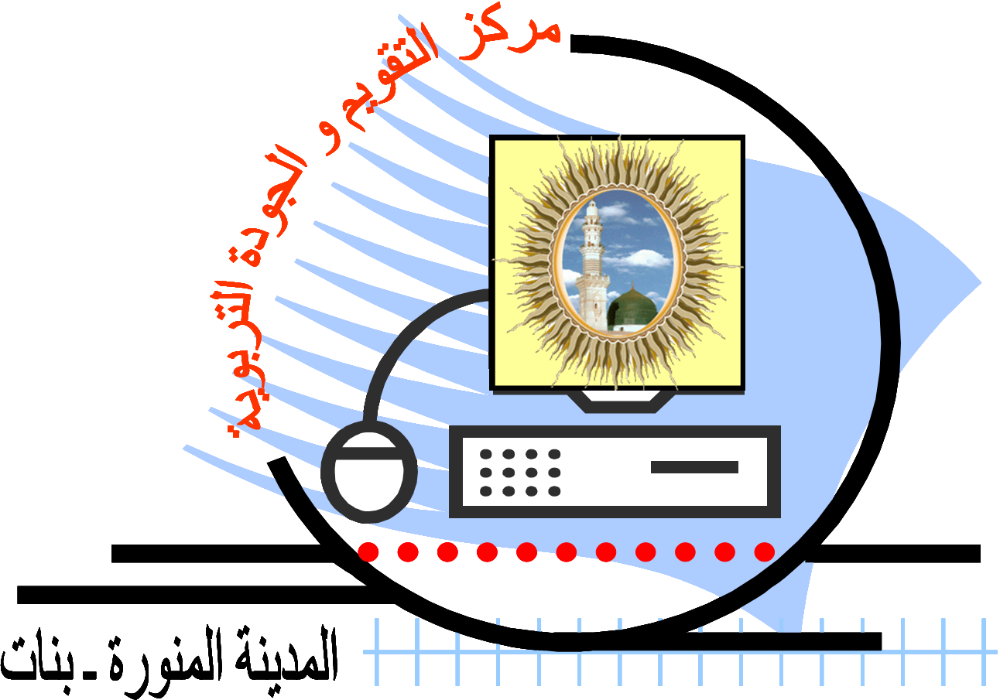 مركز التقويم و الجودة التربوية
المدينة المنورة - بنات